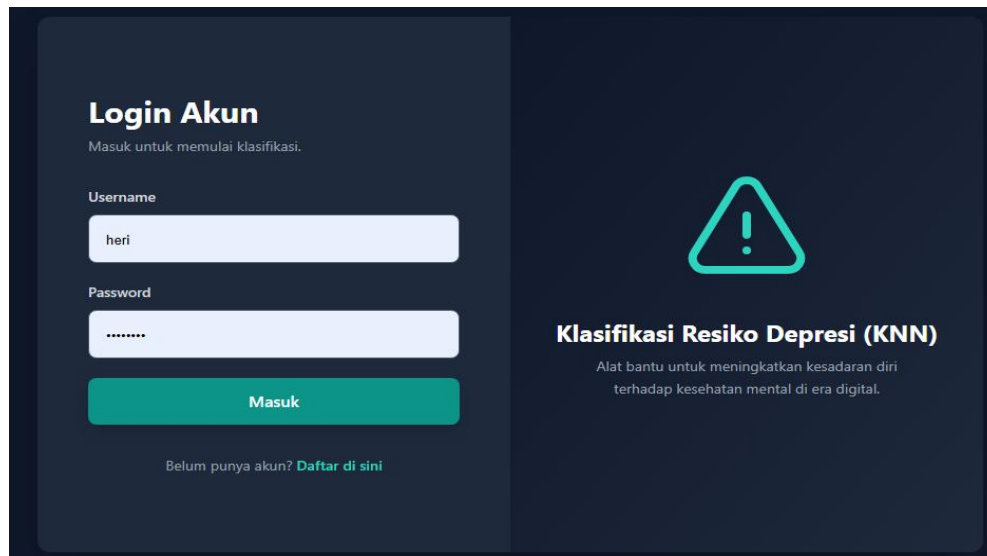 Login Akun
Masuk untuk memulai klasifikasi.
Username
heri
Password
••••••••
Masuk
Belum punya akun? Daftar di sini
Klasifikasi Resiko Depresi (KNN)
Alat bantu untuk meningkatkan kesadaran diri
terhadap kesehatan mental di era digital.